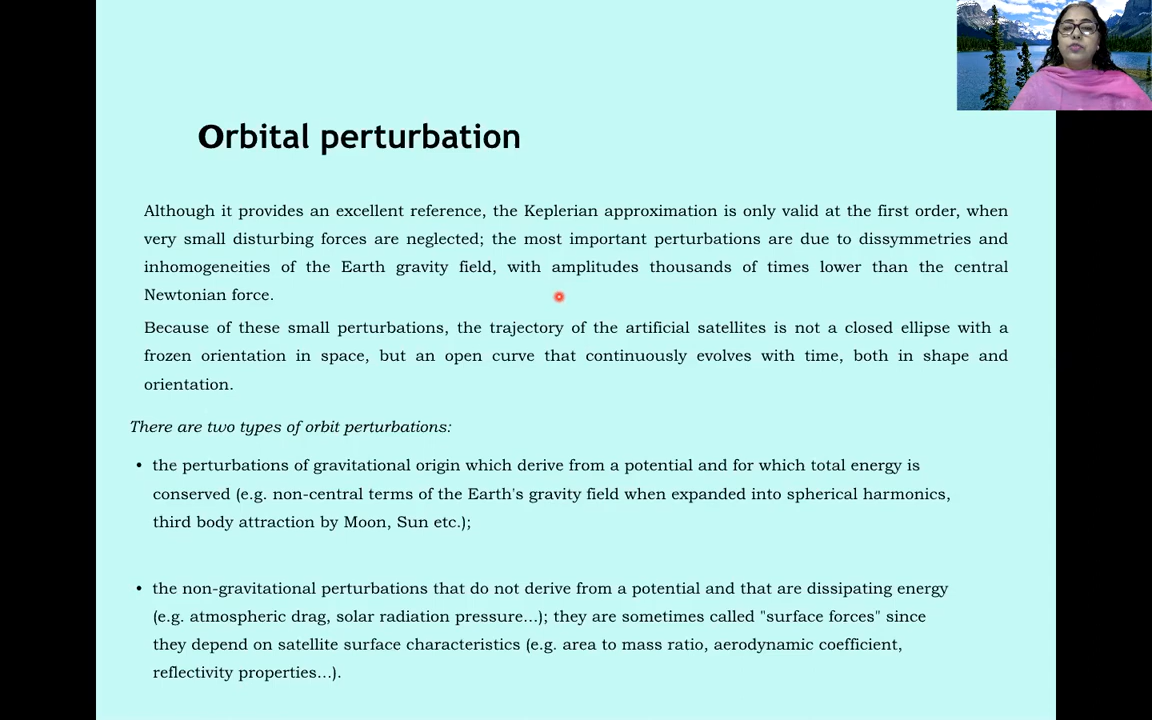 Orbital perturbation
Although it provides an excellent reference, the Keplerian approximation is only valid at the first order, when
very small disturbing forces are neglected; the most important perturbations are due to dissymmetries and
inhomogeneities of the Earth gravity field, with amplitudes thousands of times lower than the central
Newtonian force.
Because of these small perturbations, the trajectory of the artificial satellites is not a closed ellipse with a
frozen orientation in space, but an open curve that continuously evolves with time, both in shape and
orientation.
There are two types of orbit perturbations:
• the perturbations of gravitational origin which derive from a potential and for which total energy is
conserved (e.g. non-central terms of the Earth's gravity field when expanded into spherical harmonics,
third body attraction by Moon, Sun etc.);
• the non-gravitational perturbations that do not derive from a potential and that are dissipating energy
(e.g. atmospheric drag, solar radiation pressure...); they are sometimes called "surface forces" since
they depend on satellite surface characteristics (e.g. area to mass ratio, aerodynamic coefficient,
reflectivity properties...).